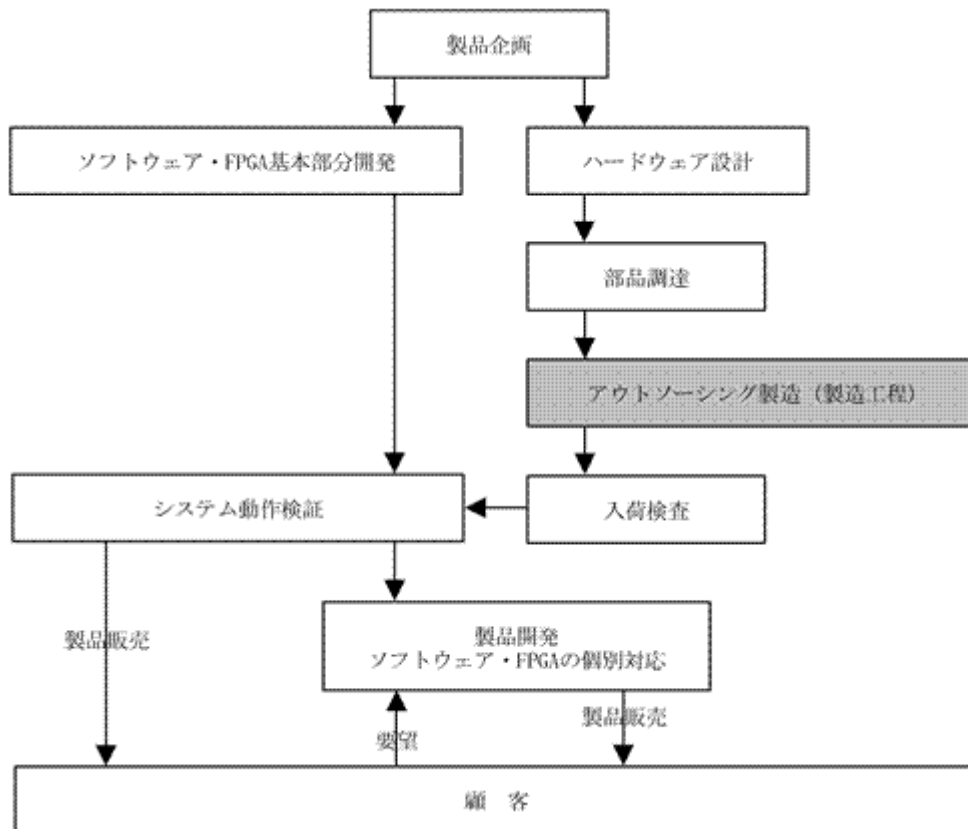 製品企画
ソフトウェア・FPGA基本部分開発
ハードウェア設計
部品調達
アウトソーシング製造（製造工程）
システム動作検証
入荷検査
製品販売
製品開発
ソフトウェア・FPGAの個別対応
製品販売
要望
顧　客